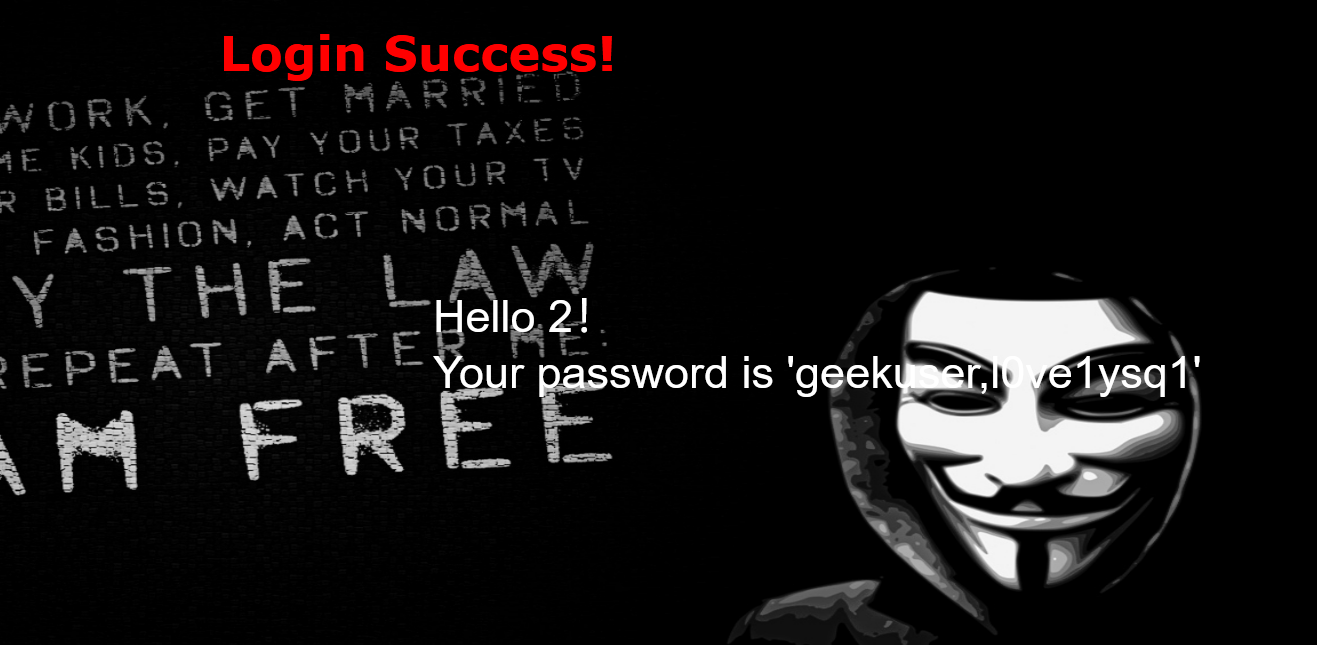 Login Success!
WORK, GET MARRIED
ME KIDS, PAY YOUR TAXES
R BILLS, WATCH YOUR TV
FASHION, ACT NORMAL
Y THE LAW
Hello 2!
REPEAT AFTER ME:
Your password is 'geekuser,l0ve1ysq1'
AM FREE